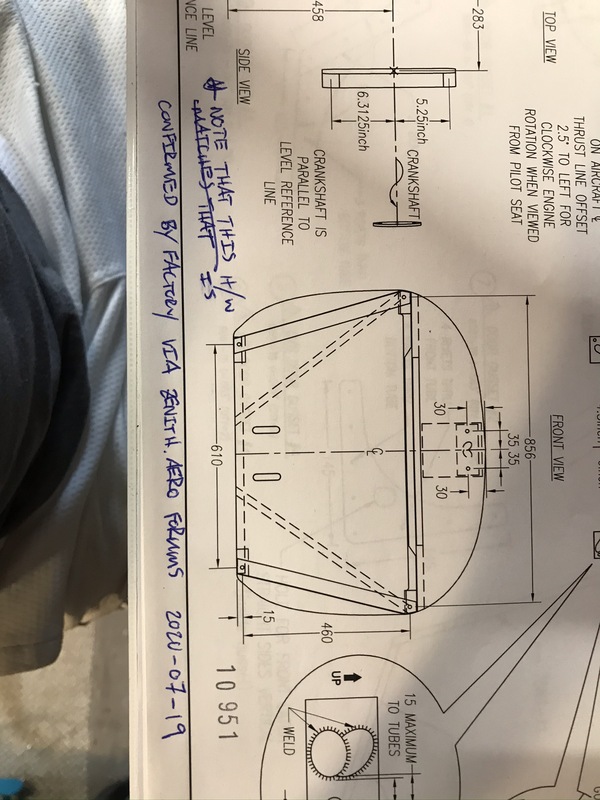 TOP VIEW
ON AIRCRAFT ℄
THRUST LINE OFFSET
2.5° TO LEFT FOR
CLOCKWISE ENGINE
ROTATION WHEN VIEWED
FROM PILOT SEAT
283
458
5.25inch
6.3125inch
CRANKSHAFT
CRANKSHAFT IS
PARALLEL TO
LEVEL REFERENCE
LINE
SIDE VIEW
LEVEL
NCE LINE
FRONT VIEW
856
35 35
30
30
℄
610
15
460
10951
UP
15 MAXIMUM
TO TUBES
WELD
NOTE THAT THIS H/W
MATCHES THAT IS
CONFIRMED BY FACTORY VIA ZENITH.AERO FORUMS 2020-07-19